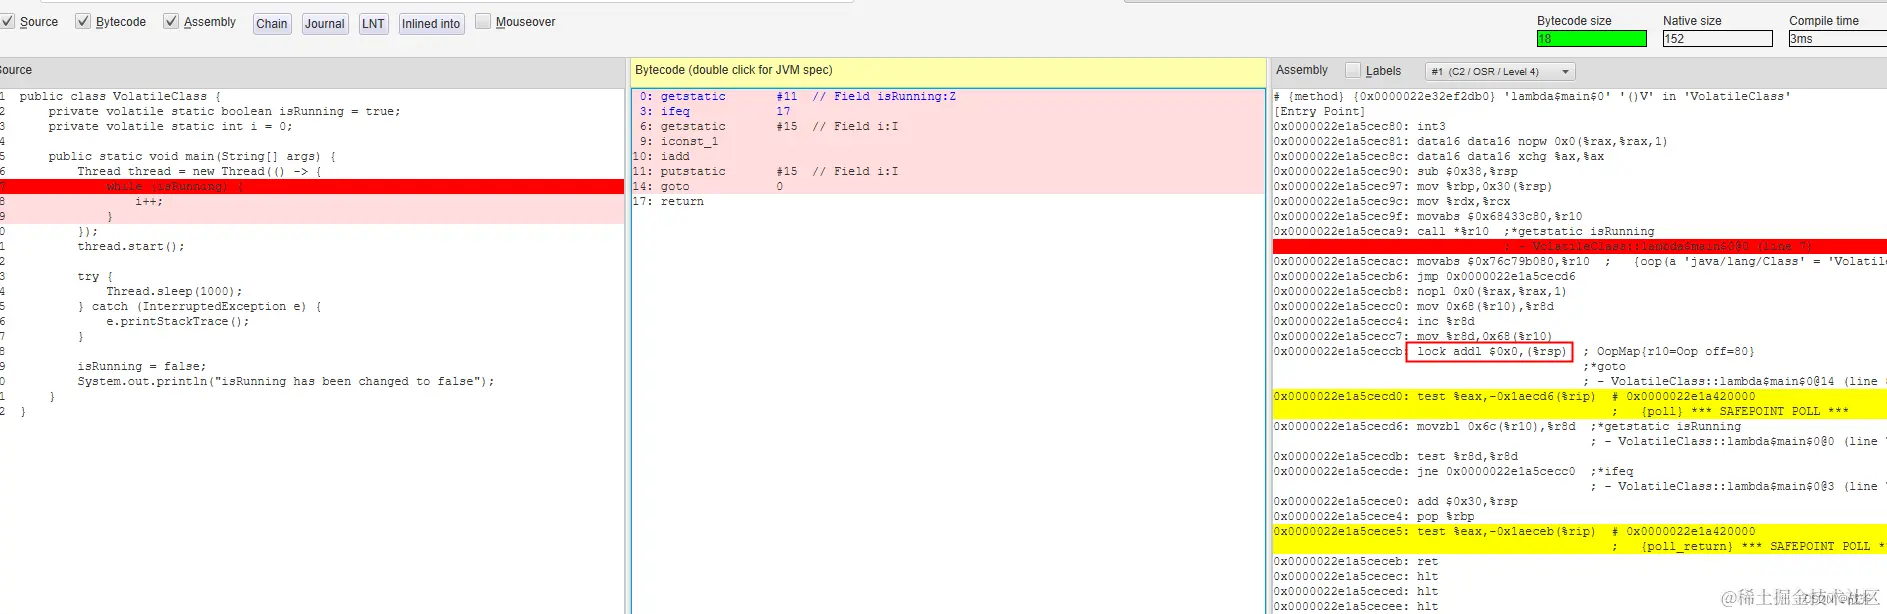 Source Bytecode Assembly Chain Journal LNT Inlined into Mouseover
Bytecode size Native size Compile time
18 152 3ms
ource
1 public class VolatileClass {
2 private volatile static boolean isRunning = true;
3 private volatile static int i = 0;
4
5 public static void main(String[] args) {
6 Thread thread = new Thread(() -> {
7 while (isRunning) {
8 i++;
9 }
0 });
1 thread.start();
2
3 try {
4 Thread.sleep(1000);
5 } catch (InterruptedException e) {
6 e.printStackTrace();
7 }
8
9 isRunning = false;
0 System.out.println("isRunning has been changed to false");
1 }
2 }
Bytecode (double click for JVM spec)
0: getstatic #11 // Field isRunning:Z
3: ifeq 17
6: getstatic #15 // Field i:I
9: iconst_1
10: iadd
11: putstatic #15 // Field i:I
14: goto 0
17: return
Assembly Labels #1 (C2 / OSR / Level 4)
# {method} {0x0000022e32ef2db0} 'lambda$main$0' '()V' in 'VolatileClass'
[Entry Point]
0x0000022e1a5cec80: int3
0x0000022e1a5cec81: data16 data16 nopw 0x0(%rax,%rax,1)
0x0000022e1a5cec8c: data16 data16 xchg %ax,%ax
0x0000022e1a5cec90: sub $0x38,%rsp
0x0000022e1a5cec97: mov %rbp,0x30(%rsp)
0x0000022e1a5cec9c: mov %rdx,%rcx
0x0000022e1a5cec9f: movabs $0x68433c80,%r10
0x0000022e1a5ceca9: call *%r10 ;*getstatic isRunning
; - VolatileClass::lambda$main$0@0 (line 7)
0x0000022e1a5cecac: movabs $0x76c79b080,%r10 ; {oop(a 'java/lang/Class' = 'Volatil
0x0000022e1a5cecb6: jmp 0x0000022e1a5cecd6
0x0000022e1a5cecb8: nopl 0x0(%rax,%rax,1)
0x0000022e1a5cecc0: mov 0x68(%r10),%r8d
0x0000022e1a5cecc4: inc %r8d
0x0000022e1a5cecc7: mov %r8d,0x68(%r10)
0x0000022e1a5ceccb: lock addl $0x0,(%rsp) ; OopMap{r10=Oop off=80}
;*goto
; - VolatileClass::lambda$main$0@14 (line
0x0000022e1a5cecd0: test %eax,-0x1aecd6(%rip) # 0x0000022e1a420000
; {poll} *** SAFEPOINT POLL ***
0x0000022e1a5cecd6: movzbl 0x6c(%r10),%r8d ;*getstatic isRunning
; - VolatileClass::lambda$main$0@0 (line
0x0000022e1a5cecdb: test %r8d,%r8d
0x0000022e1a5cecde: jne 0x0000022e1a5cecc0 ;*ifeq
; - VolatileClass::lambda$main$0@3 (line
0x0000022e1a5cece0: add $0x30,%rsp
0x0000022e1a5cece4: pop %rbp
0x0000022e1a5cece5: test %eax,-0x1aeceb(%rip) # 0x0000022e1a420000
; {poll_return} *** SAFEPOINT POLL *
0x0000022e1a5ceceb: ret
0x0000022e1a5cecec: hlt
0x0000022e1a5ceced: hlt
0x0000022e1a5cecee: hlt
@稀土掘金技术社区